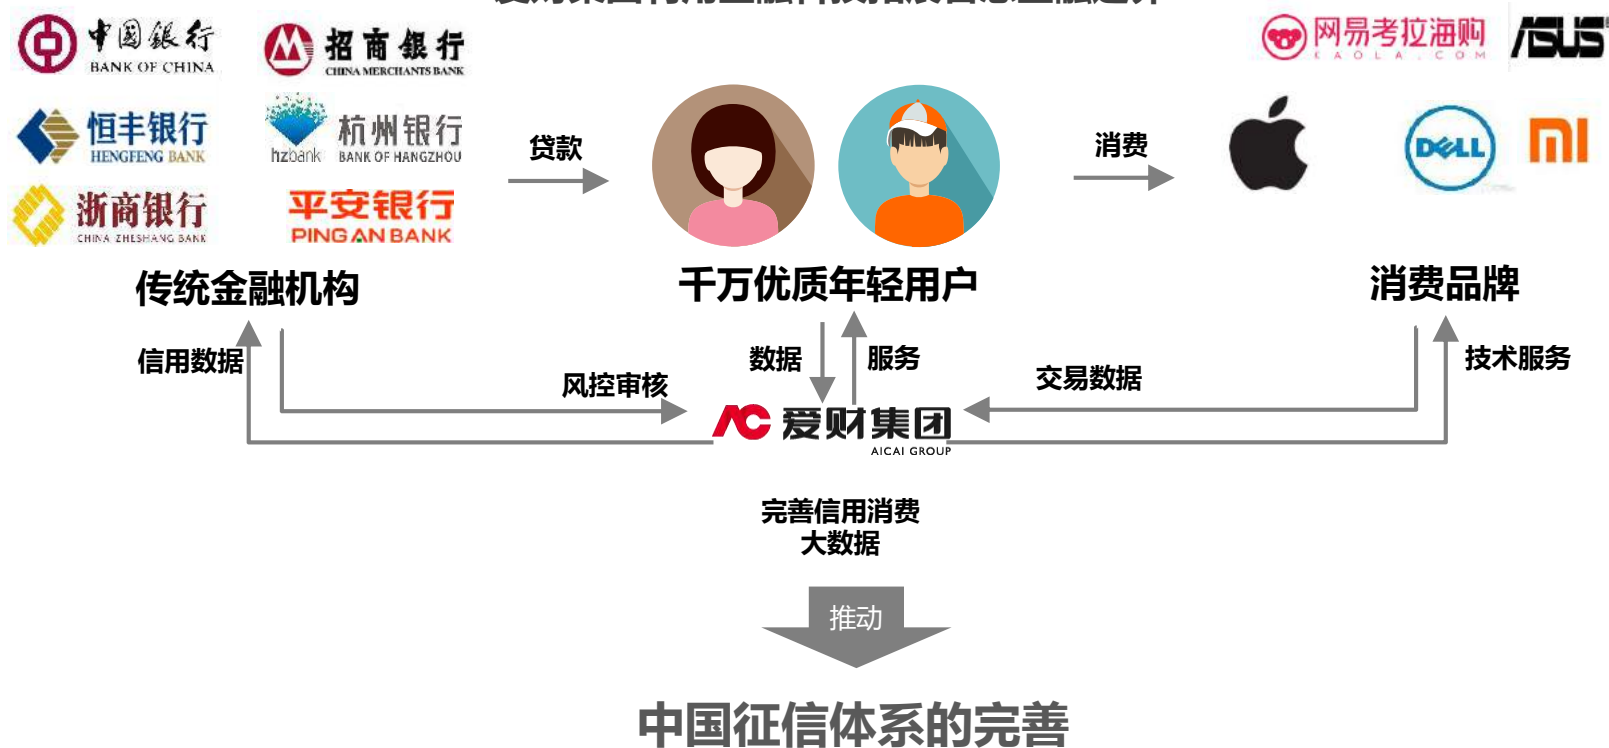 中國銀行
BANK OF CHINA
招商銀行
CHINA MERCHANTS BANK
网易考拉海购
KAOLA.COM
ASUS
恒丰银行
HENGFENG BANK
hzbank
杭州银行
BANK OF HANGZHOU
贷款
消费
DELL
mi
浙商银行
CHINA ZHESHANG BANK
平安银行
PING AN BANK
传统金融机构
千万优质年轻用户
消费品牌
信用数据
风控审核
数据
服务
交易数据
技术服务
AC 爱财集团
AICAI GROUP
完善信用消费
大数据
推动
中国征信体系的完善